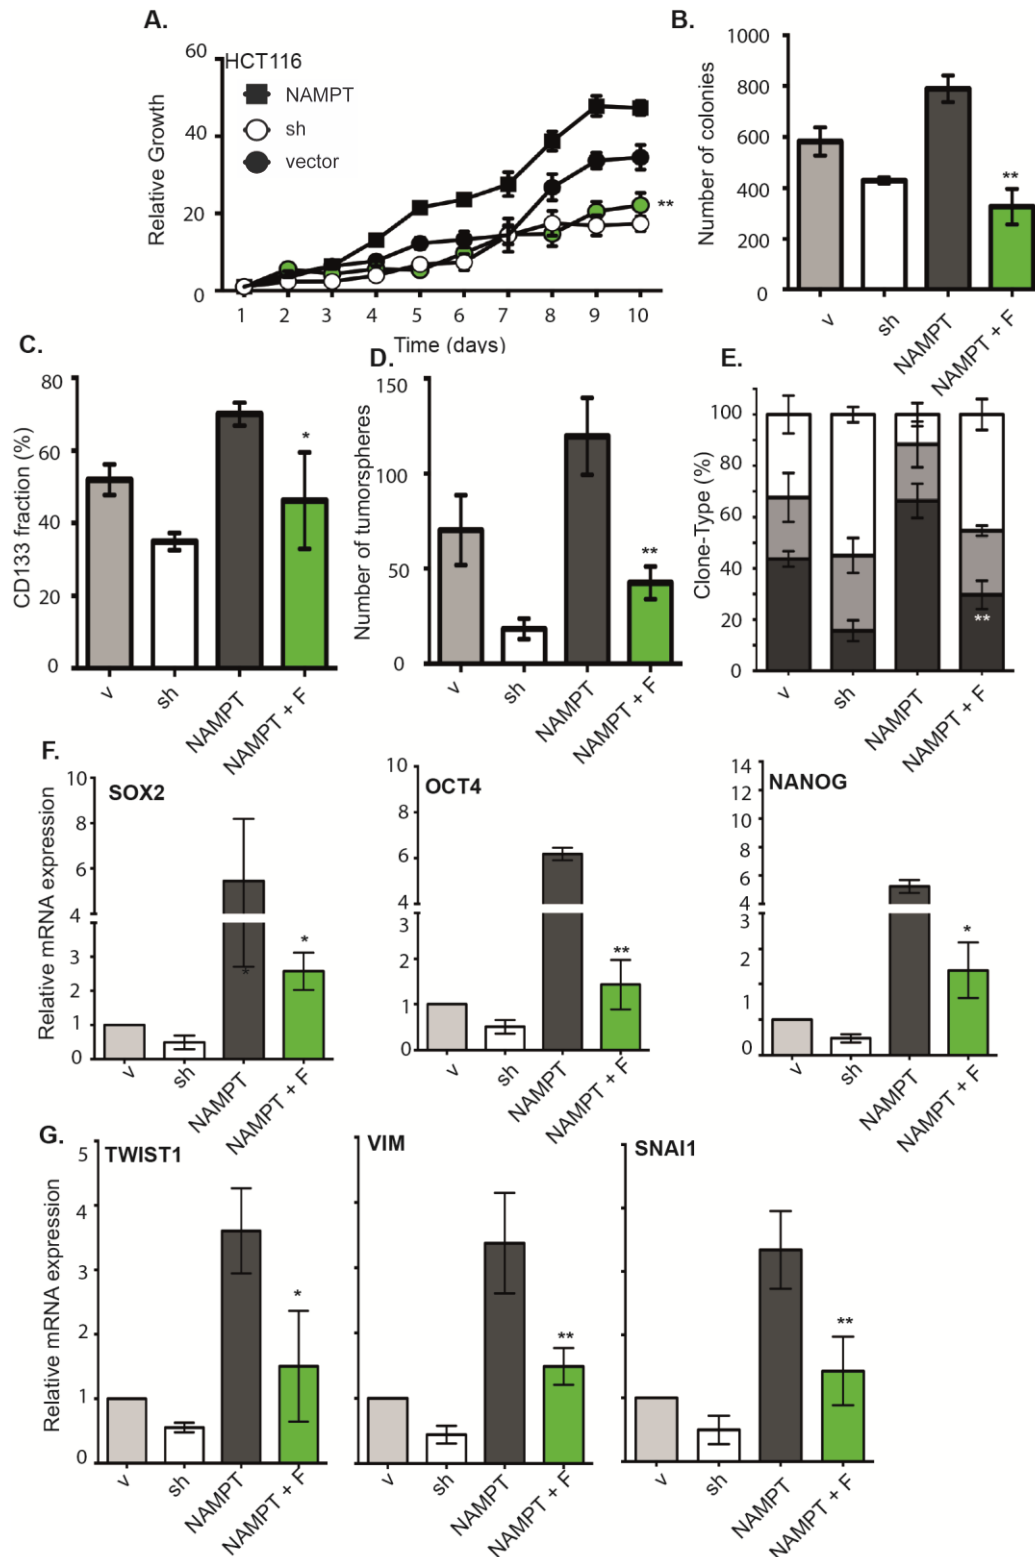 A.
HCT116
NAMPT
sh
vector
Relative Growth
60
40
20
0
**
1 2 3 4 5 6 7 8 9 10
Time (days)
B.
Number of colonies
1000
800
600
400
200
0
**
v sh NAMPT NAMPT + F
C.
CD133 fraction (%)
80
60
40
20
0
*
v sh NAMPT NAMPT + F
D.
Number of tumorspheres
150
100
50
0
**
v sh NAMPT NAMPT + F
E.
Clone-Type (%)
100
80
60
40
20
0
**
v sh NAMPT NAMPT + F
F.
SOX2
Relative mRNA expression
10
8
6
4
3
2
1
0
*
*
v sh NAMPT NAMPT + F
OCT4
10
8
6
4
3
2
1
0
**
v sh NAMPT NAMPT + F
NANOG
14
12
10
8
6
4
3
2
1
0
*
v sh NAMPT NAMPT + F
G.
TWIST1
Relative mRNA expression
5
4
3
2
1
0
*
v sh NAMPT NAMPT + F
VIM
**
v sh NAMPT NAMPT + F
SNAI1
**
v sh NAMPT NAMPT + F